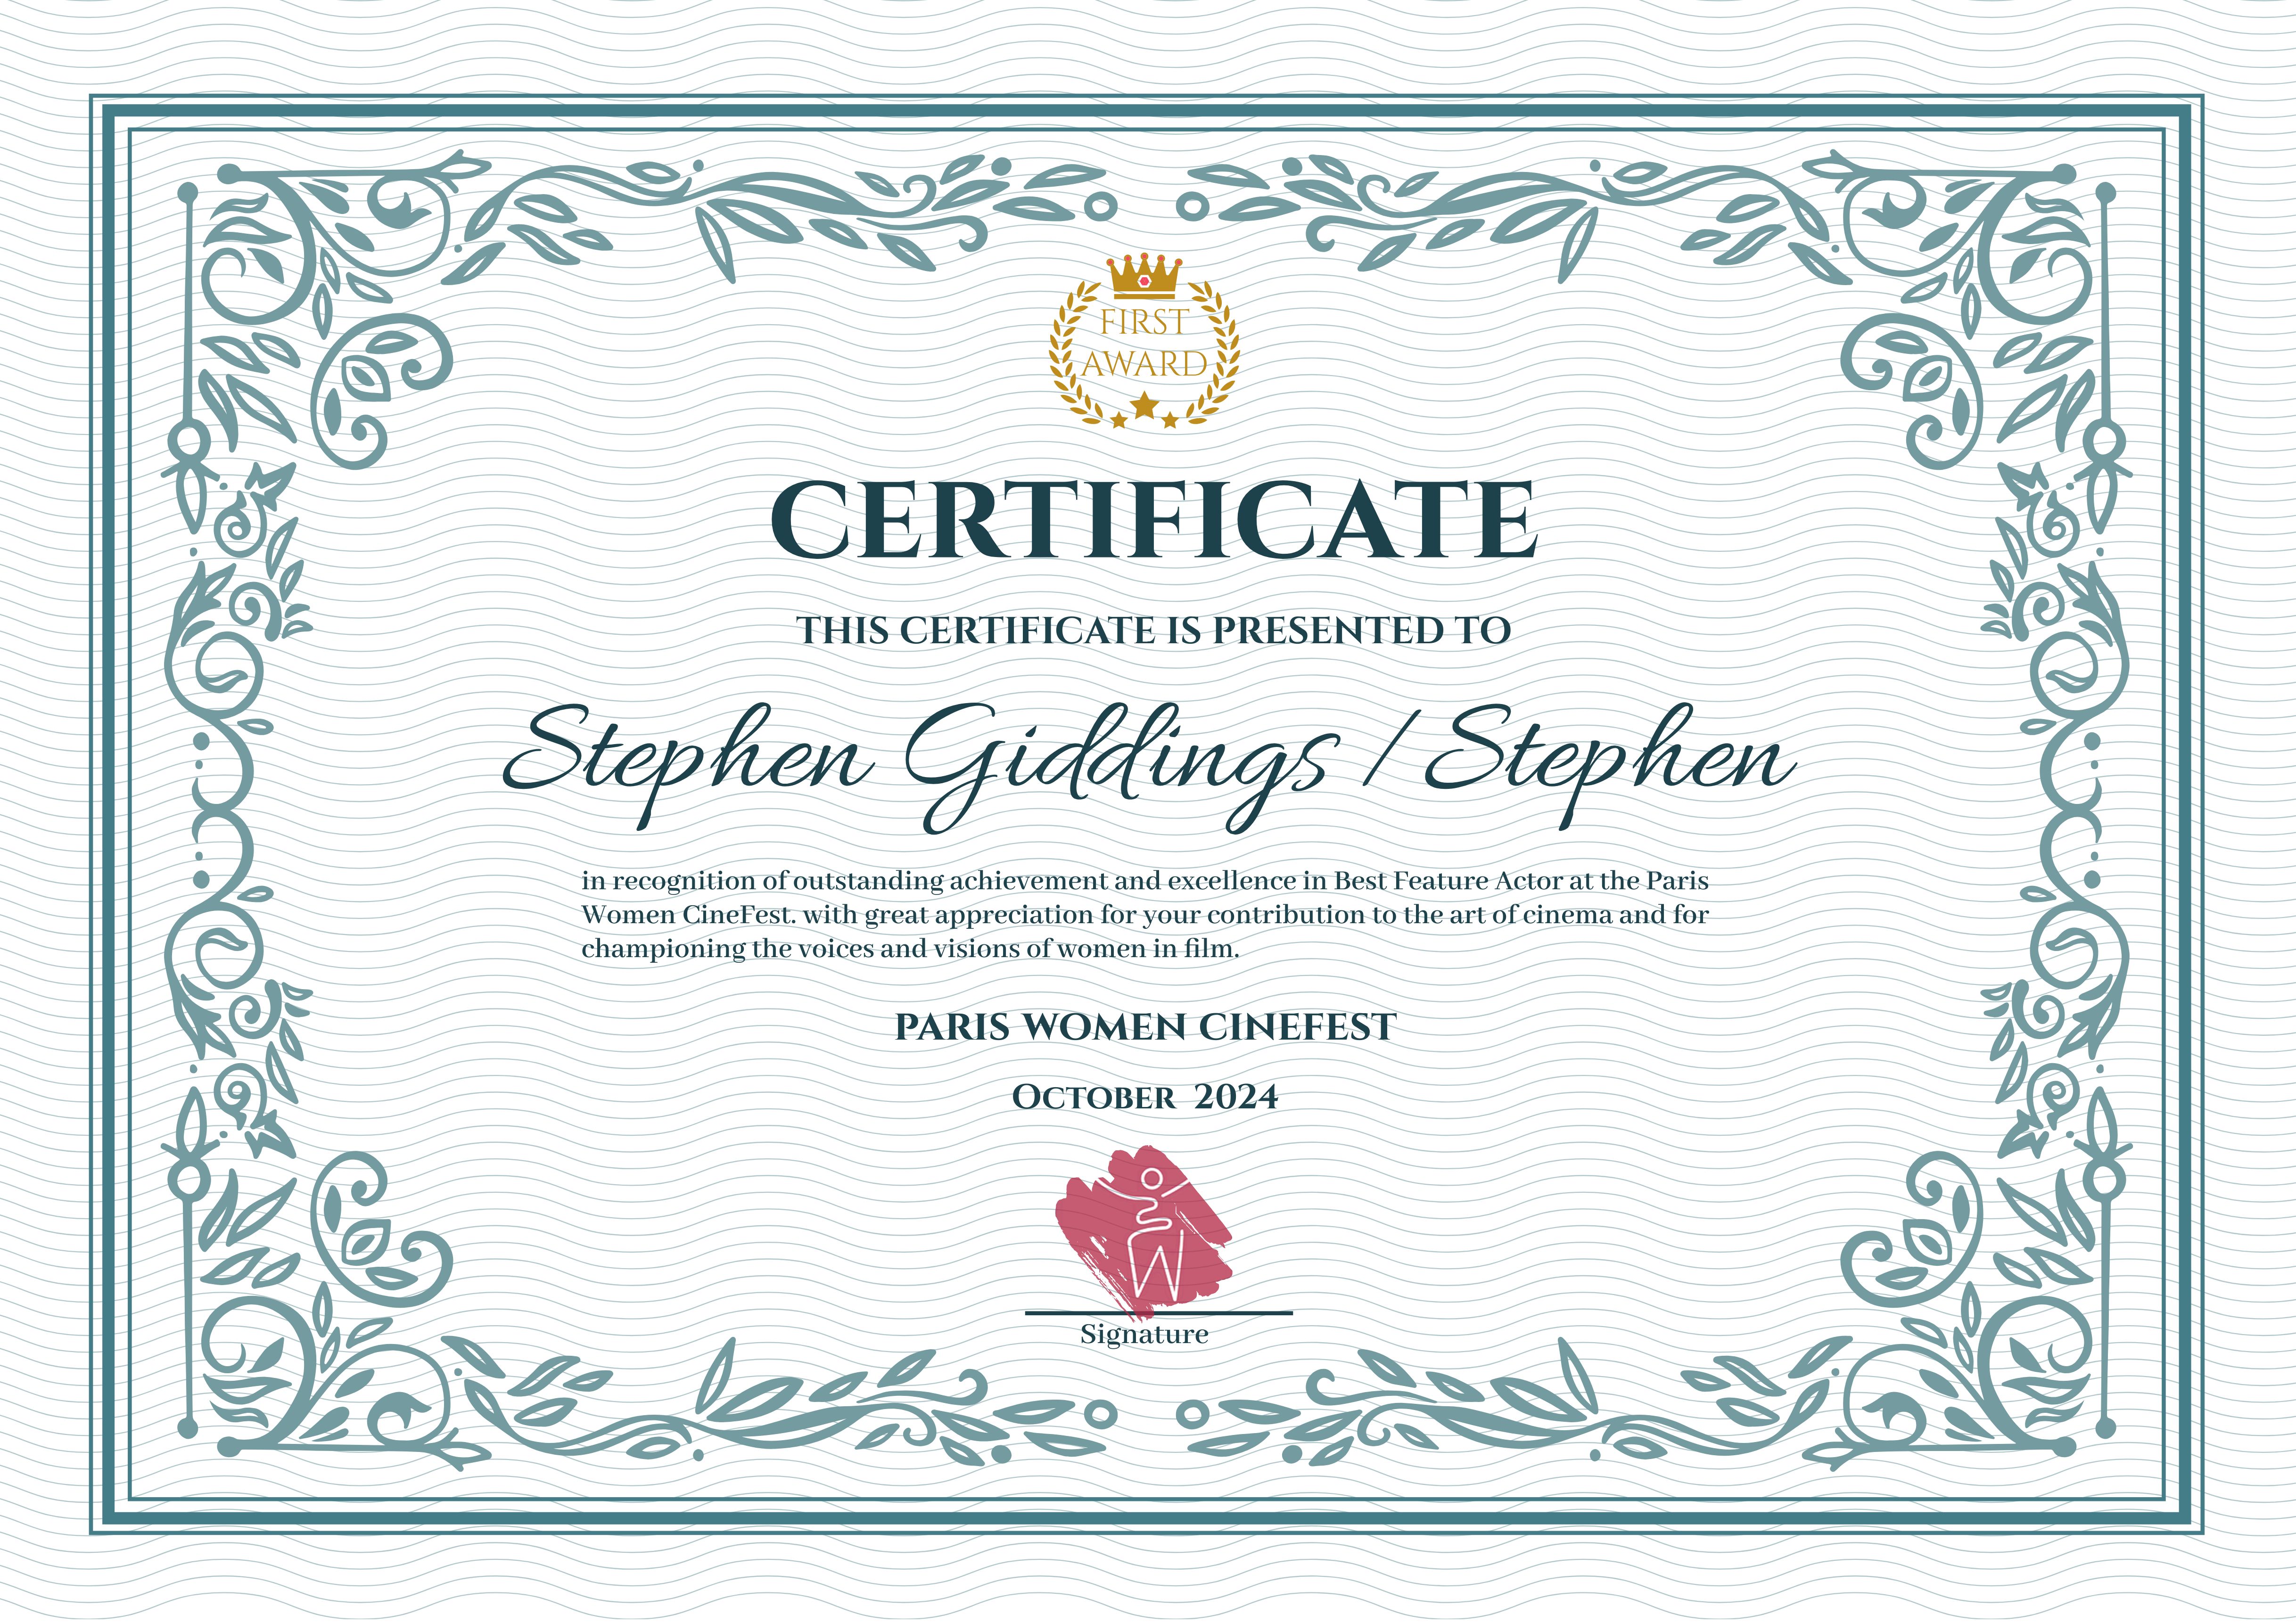 FIRST
AWARD
CERTIFICATE
THIS CERTIFICATE IS PRESENTED TO
Stephen Giddings / Stephen
in recognition of outstanding achievement and excellence in Best Feature Actor at the Paris
Women CineFest. with great appreciation for your contribution to the art of cinema and for
championing the voices and visions of women in film.
PARIS WOMEN CINEFEST
October 2024
W
Signature